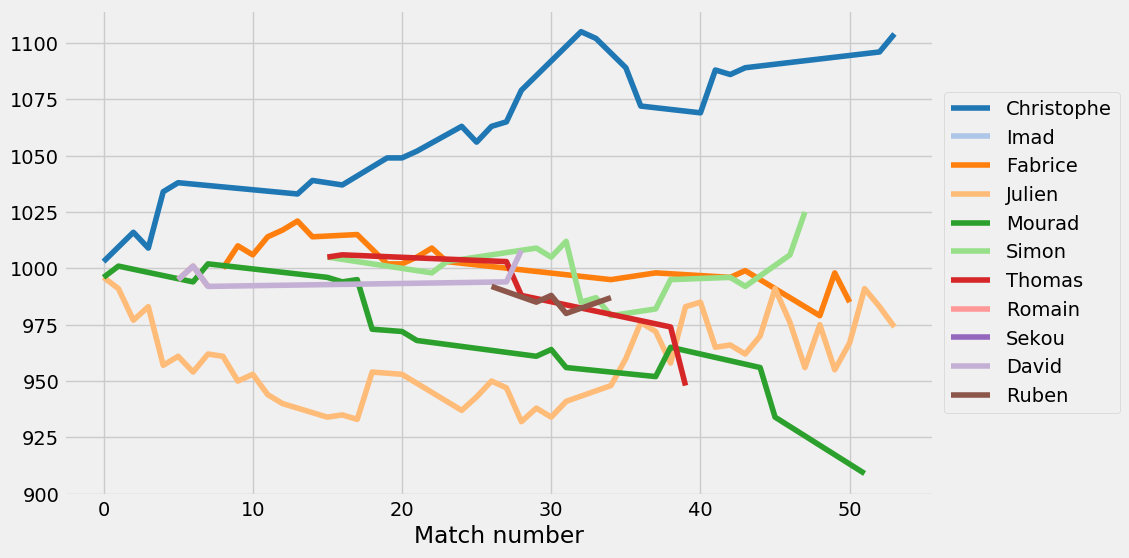 1100
1075
1050
1025
1000
975
950
925
900
0 10 20 30 40 50
Match number
Christophe
Imad
Fabrice
Julien
Mourad
Simon
Thomas
Romain
Sekou
David
Ruben